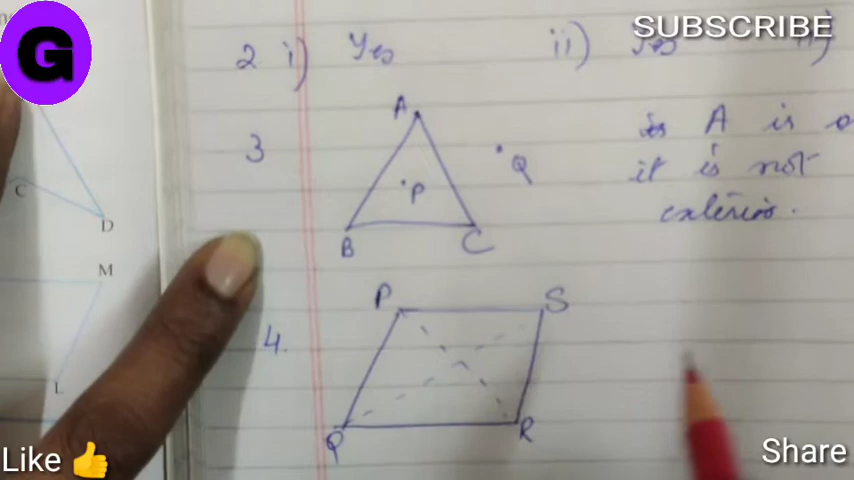 G
SUBSCRIBE
2 i) Yes ii) Yes
3
A
P
Q
B C
A is
it is not
exterior.
4.
P S
Q R
C
D
M
L
Like 👍
Share